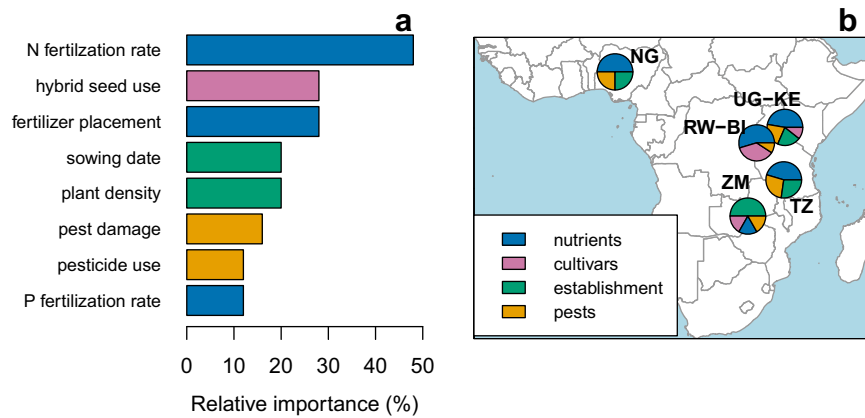 a
N fertilzation rate
hybrid seed use
fertilizer placement
sowing date
plant density
pest damage
pesticide use
P fertilization rate
0 10 20 30 40 50
Relative importance (%)
b
NG
UG−KE
RW−BI
ZM
TZ
nutrients
cultivars
establishment
pests